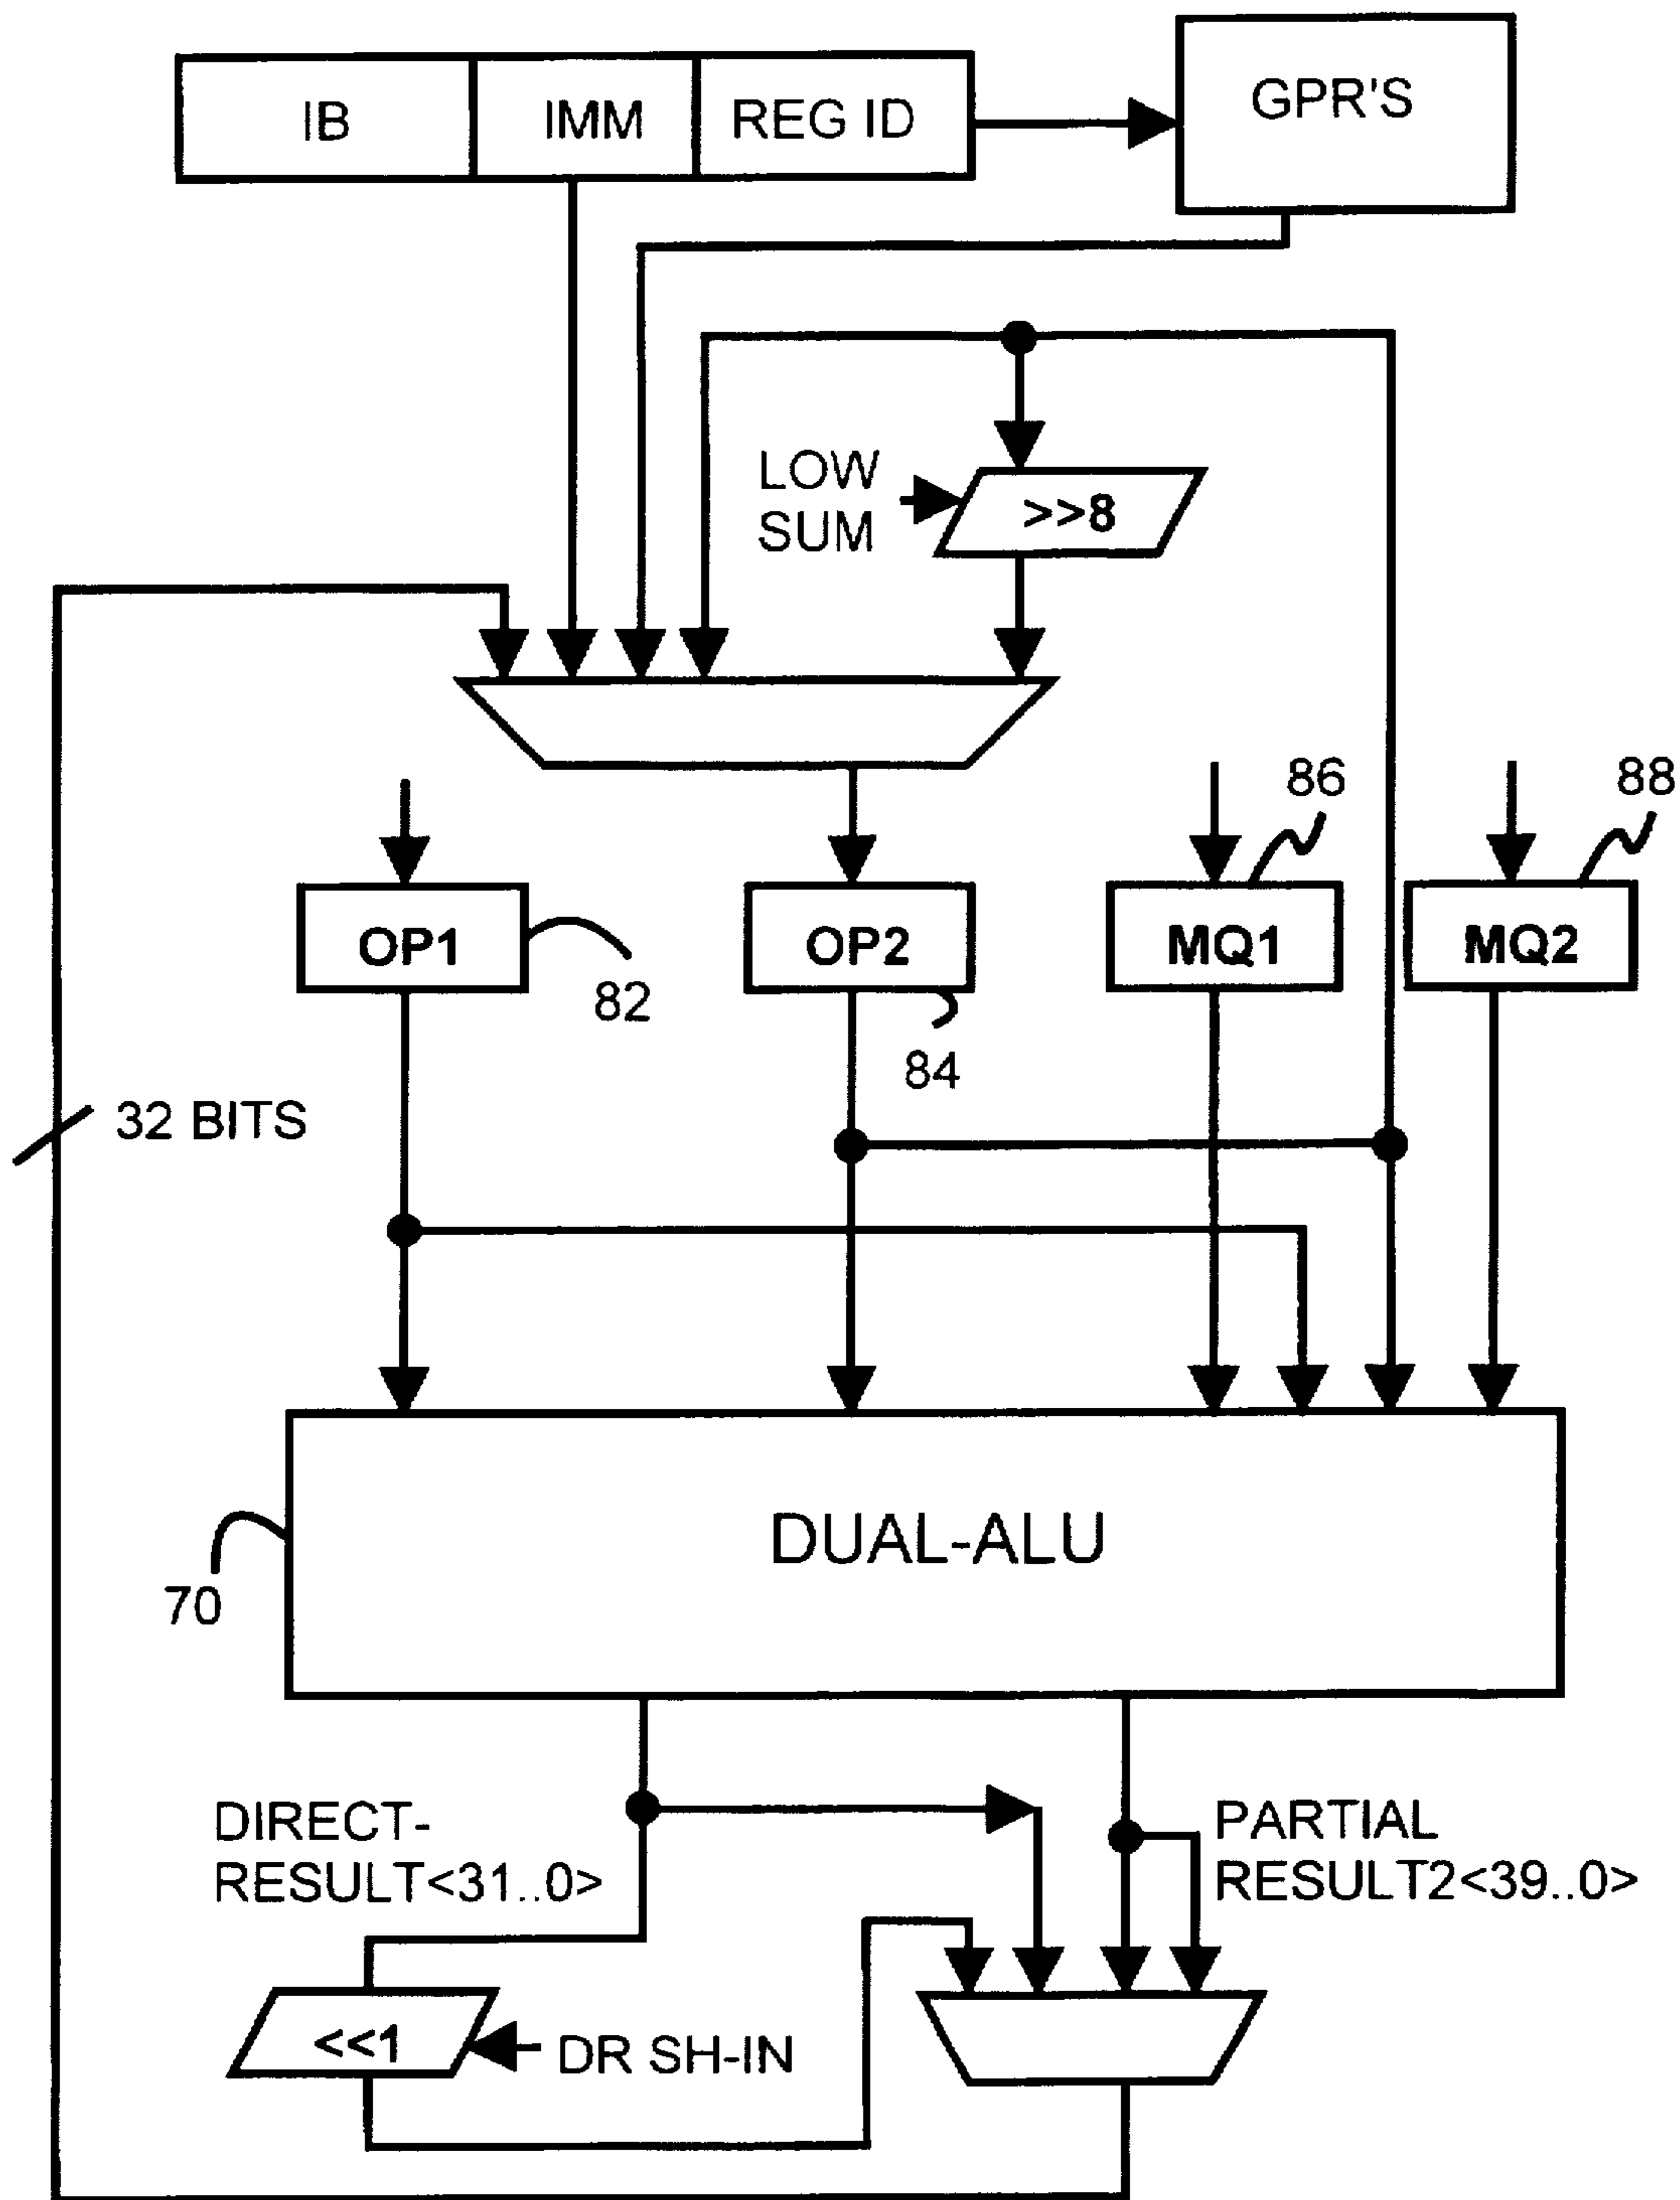 IB IMM REG ID
GPR'S
LOW
SUM
>>8
86
88
OP1
OP2
MQ1
MQ2
82
84
32 BITS
DUAL-ALU
70
DIRECT-
RESULT<31..0>
PARTIAL
RESULT2<39..0>
<<1
DR SH-IN